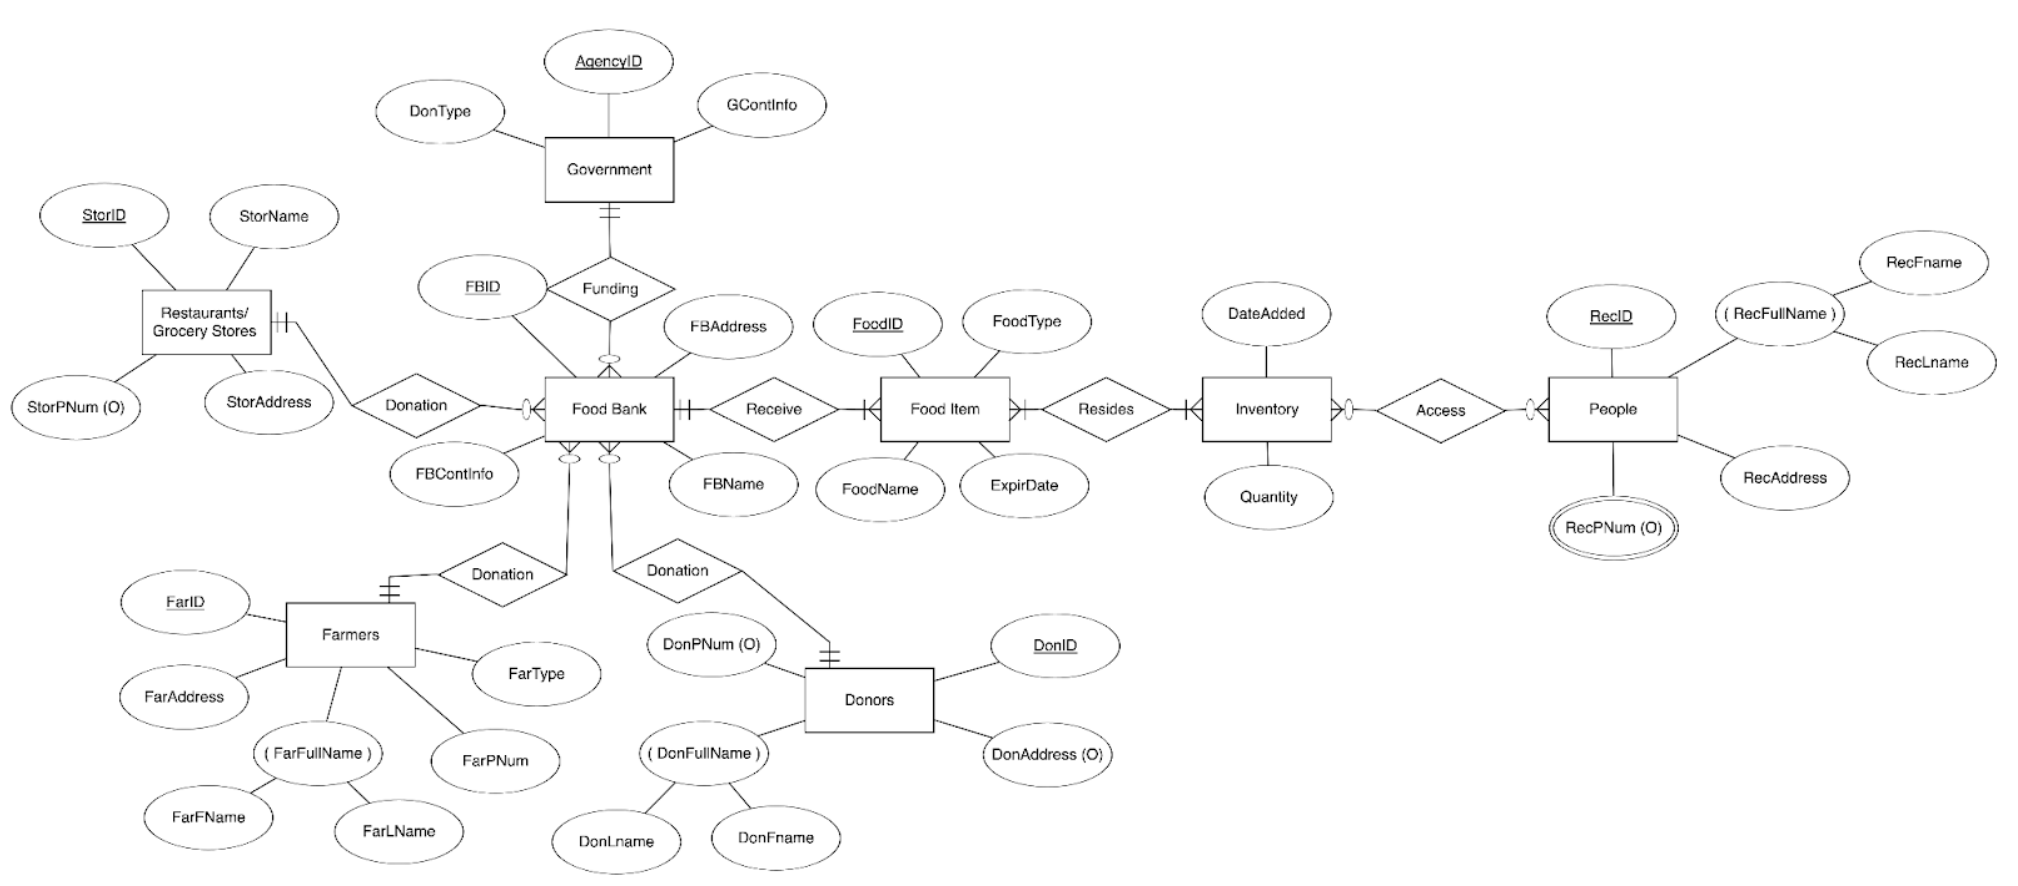 AgencyID
DonType
GContInfo
Government
StorID
StorName
FBID
Funding
Restaurants/
Grocery Stores
FBAddress
FoodID
FoodType
DateAdded
RecID
( RecFullName )
RecFname
RecLname
StorPNum (O)
StorAddress
Donation
Food Bank
Receive
Food Item
Resides
Inventory
Access
People
FBContInfo
FBName
FoodName
ExpirDate
Quantity
RecAddress
RecPNum (O)
Donation
Donation
FarID
Farmers
FarType
FarAddress
( FarFullName )
FarPNum
FarFName
FarLName
DonPNum (O)
DonID
Donors
( DonFullName )
DonAddress (O)
DonLname
DonFname